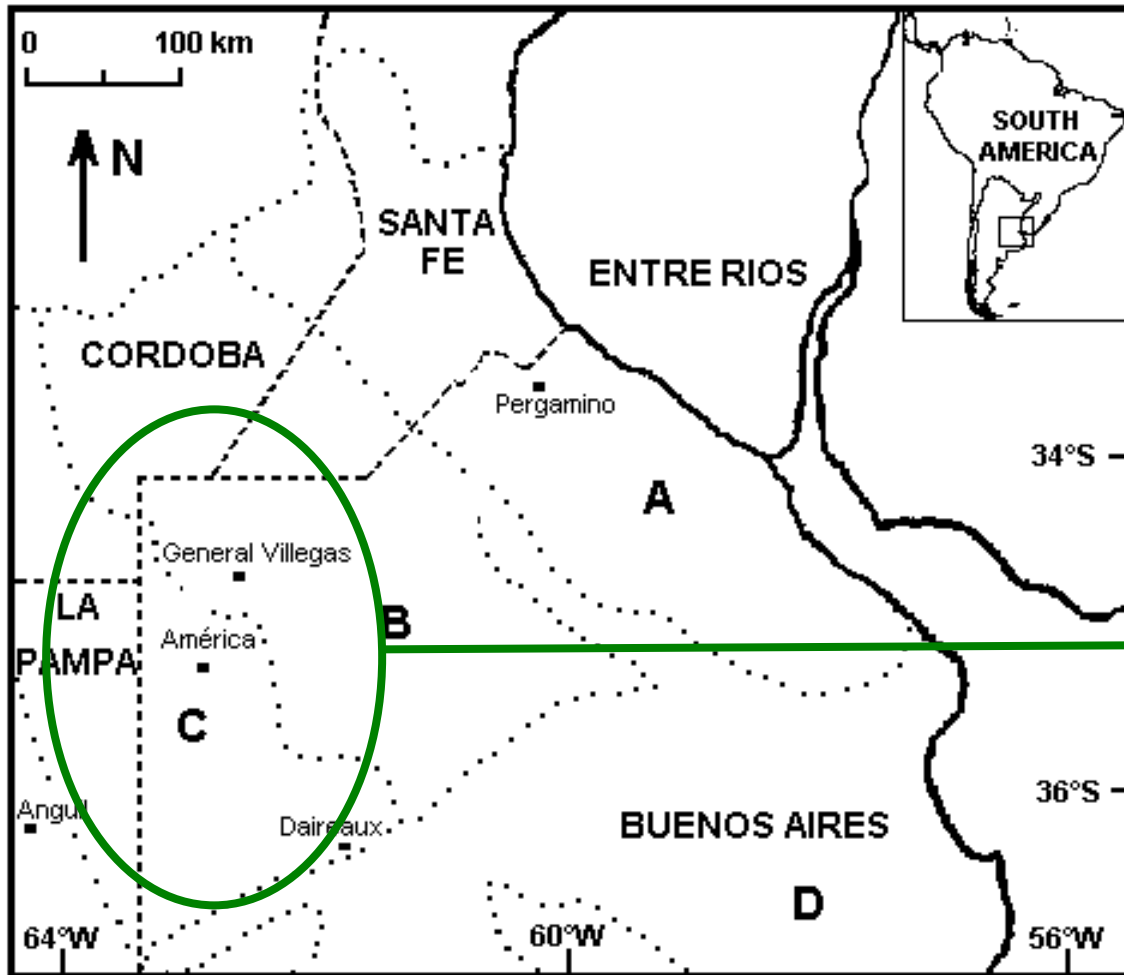 0 100 km
N
SOUTH
AMERICA
SANTA
FE
ENTRE RIOS
CORDOBA
Pergamino
34°S
A
General Villegas
LA
B
América
PAMPA
C
36°S
Anguil
Daireaux
BUENOS AIRES
D
64°W 60°W 56°W